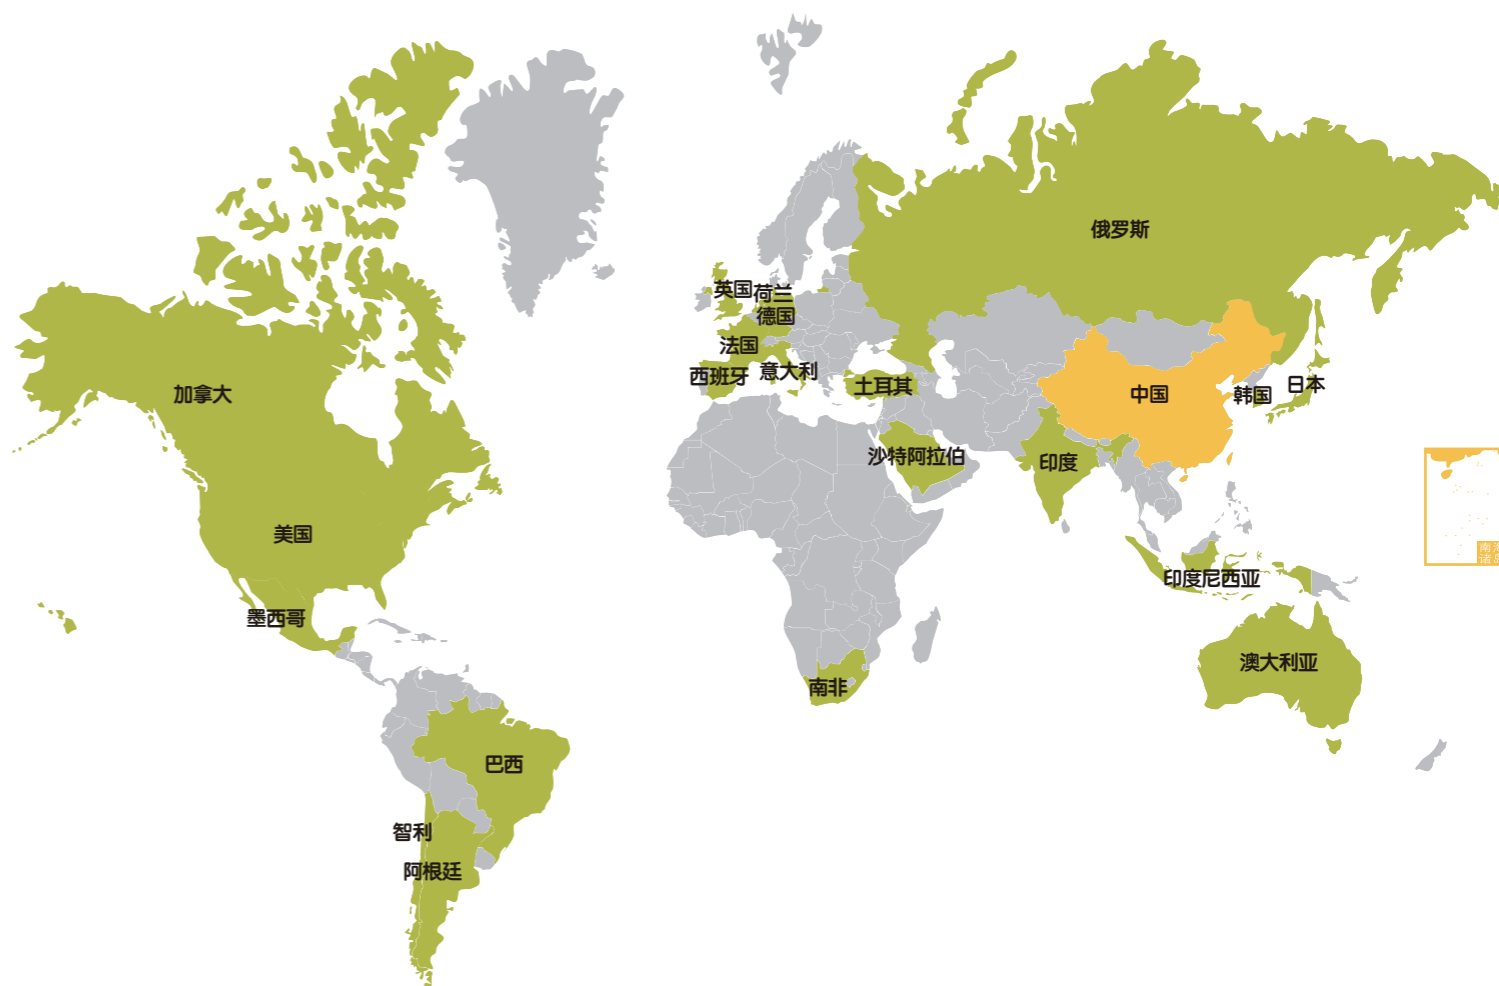 俄罗斯
英国
荷兰
德国
法国
西班牙
意大利
土耳其
加拿大
中国
韩国
日本
沙特阿拉伯
印度
美国
印度尼西亚
墨西哥
澳大利亚
南非
巴西
智利
阿根廷